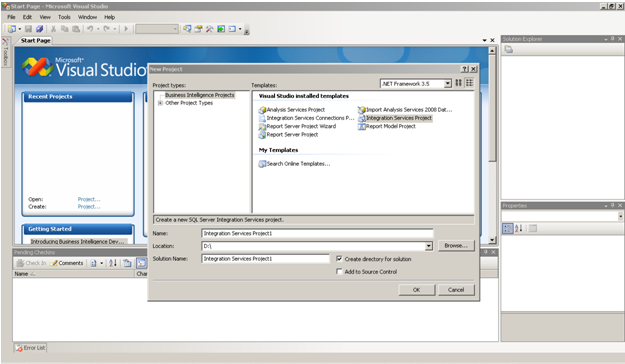 Start Page - Microsoft Visual Studio
File Edit View Tools Window Help
Start Page
Solution Explorer
Toolbox
Microsoft
Visual Studio
New Project
Project types:
Templates:
.NET Framework 3.5
Business Intelligence Projects
Other Project Types
Visual Studio installed templates
Analysis Services Project
Import Analysis Services 2008 Dat...
Integration Services Connections P...
Integration Services Project
Report Server Project Wizard
Report Model Project
Report Server Project
My Templates
Search Online Templates...
Recent Projects
Open: Project...
Create: Project...
Getting Started
Introducing Business Intelligence Dev...
Properties
Create a new SQL Server Integration Services project.
Name: Integration Services Project1
Location: D:\
Browse...
Solution Name: Integration Services Project1
Create directory for solution
Add to Source Control
OK
Cancel
Pending Checkins
Check In
Comments
Name
Char
Error List